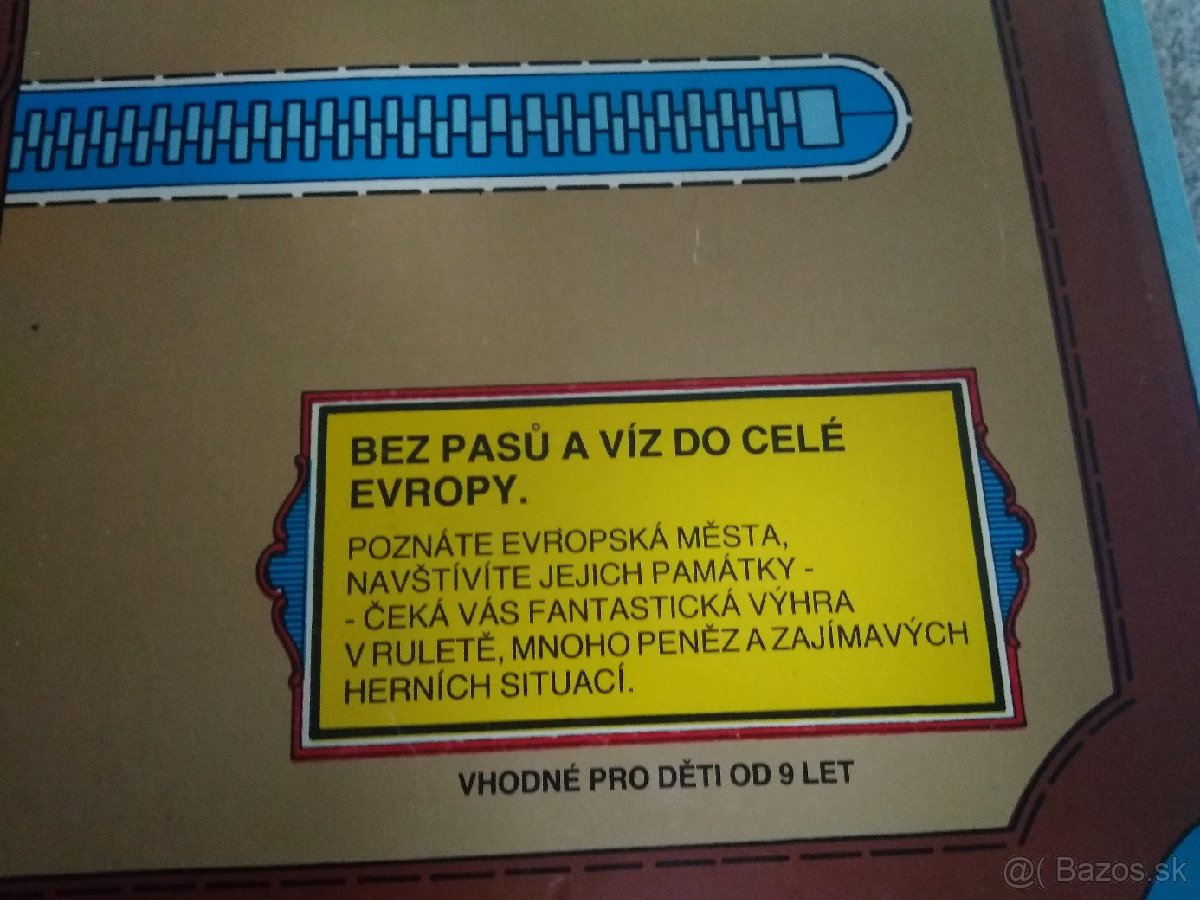 BEZ PASŮ A VÍZ DO CELÉ
EVROPY.
POZNÁTE EVROPSKÁ MĚSTA,
NAVŠTÍVÍTE JEJICH PAMÁTKY -
- ČEKÁ VÁS FANTASTICKÁ VÝHRA
V RULETĚ, MNOHO PENĚZ A ZAJÍMAVÝCH
HERNÍCH SITUACÍ.
VHODNÉ PRO DĚTI OD 9 LET
@( Bazos.sk